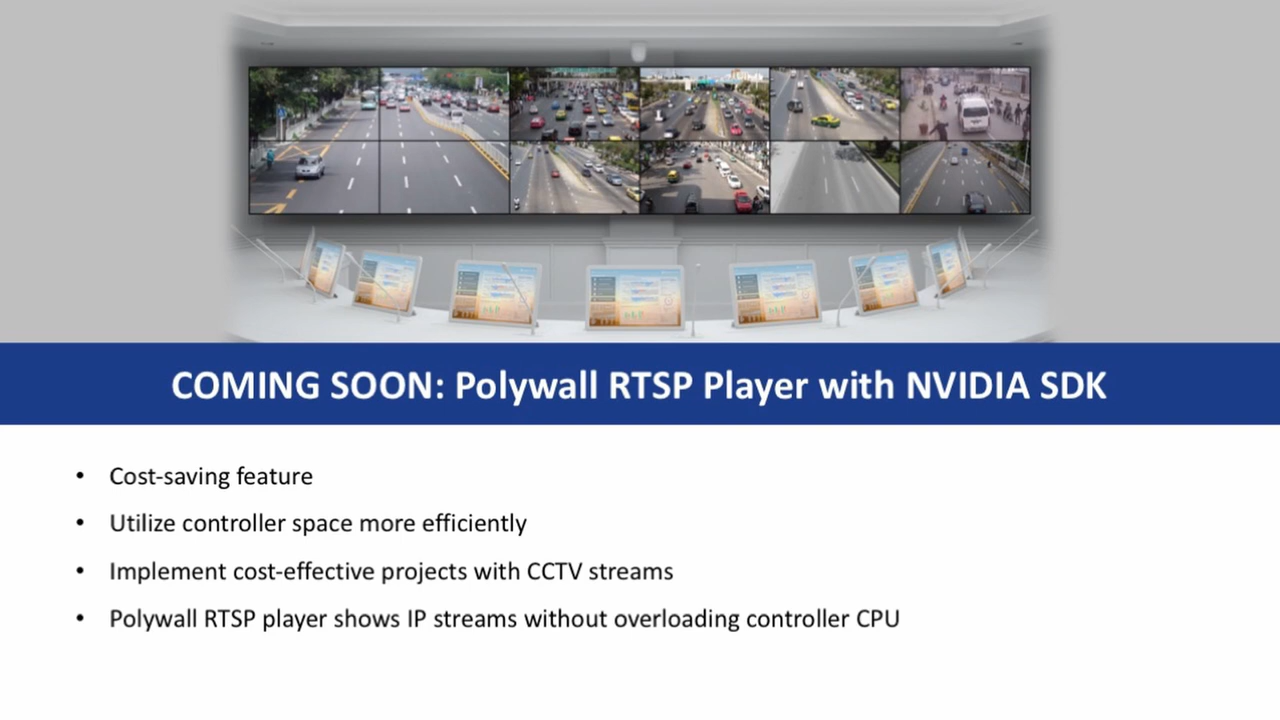 COMING SOON: Polywall RTSP Player with NVIDIA SDK
• Cost-saving feature
• Utilize controller space more efficiently
• Implement cost-effective projects with CCTV streams
• Polywall RTSP player shows IP streams without overloading controller CPU